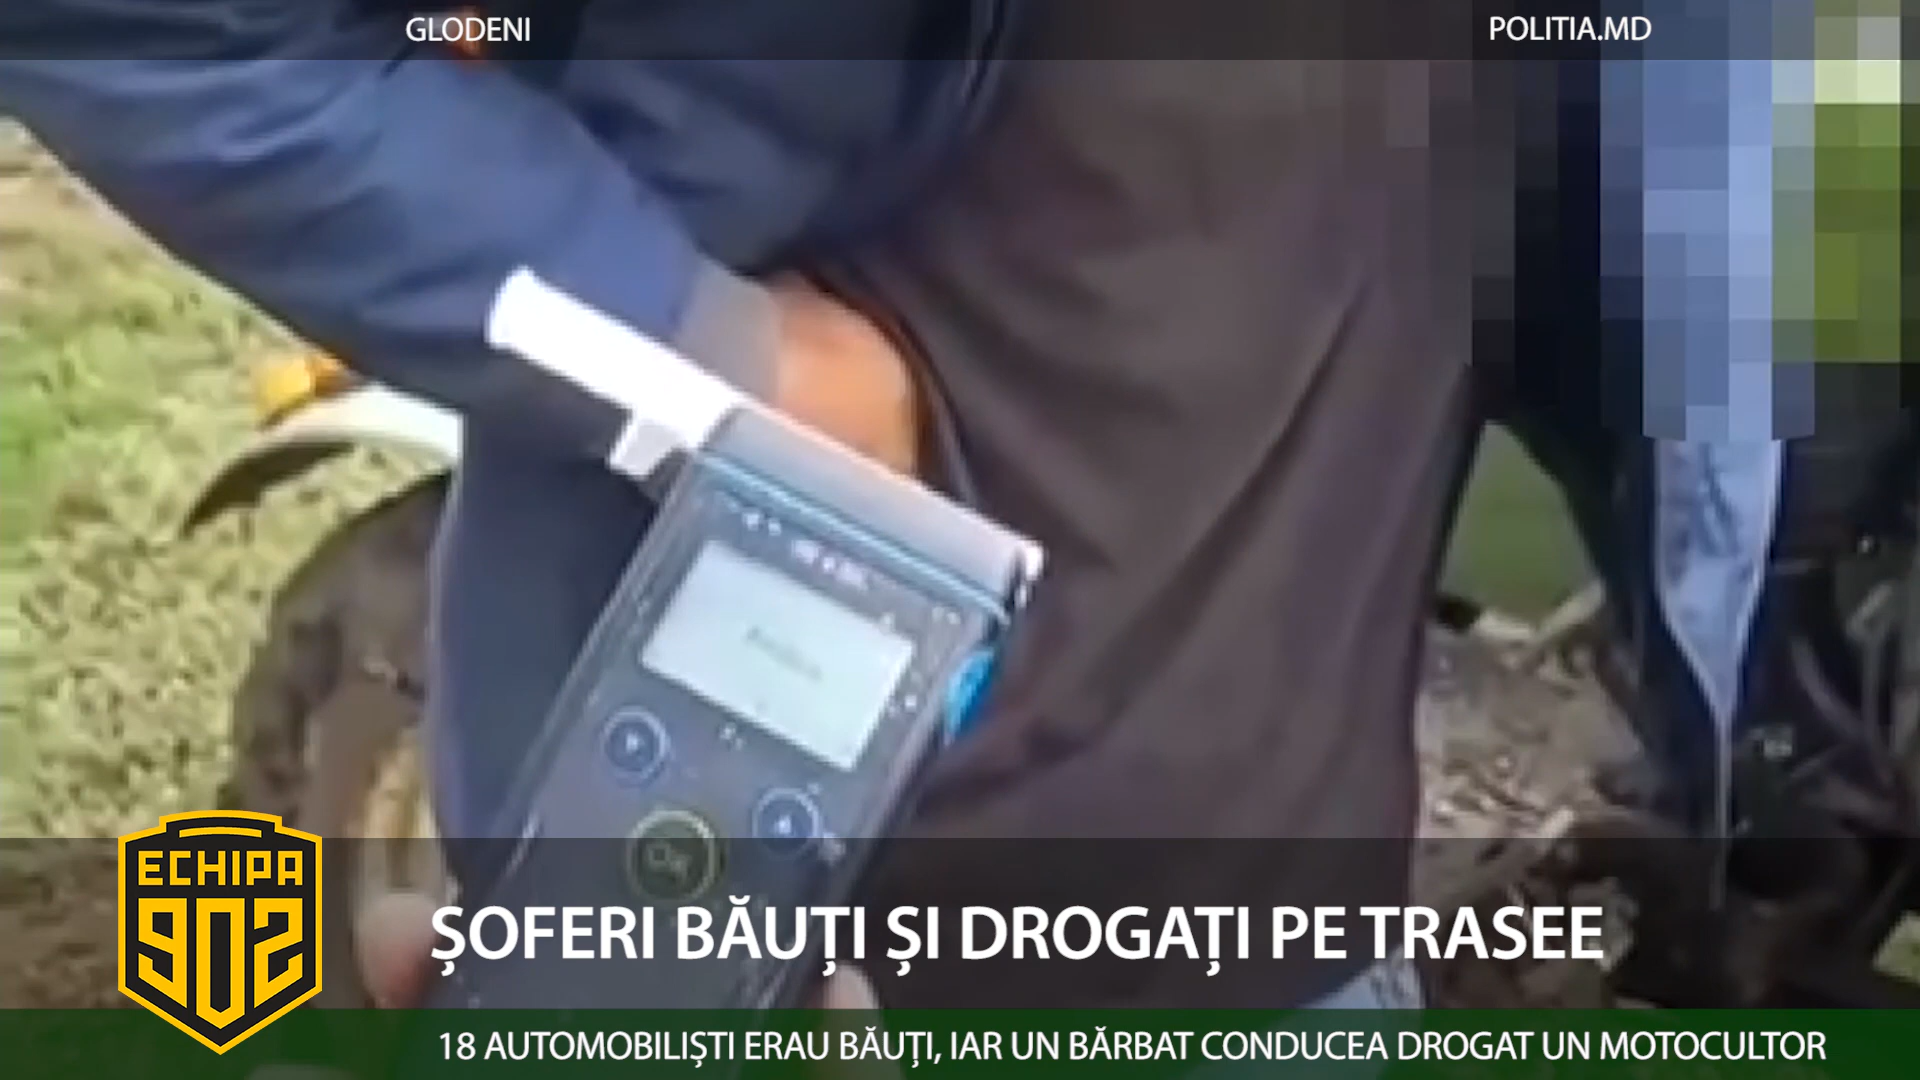 GLODENI
POLITIA.MD
OK
ECHIPA
902
ȘOFERI BĂUȚI ȘI DROGAȚI PE TRASEE
18 AUTOMOBILIȘTI ERAU BĂUȚI, IAR UN BĂRBAT CONDUCEA DROGAT UN MOTOCULTOR